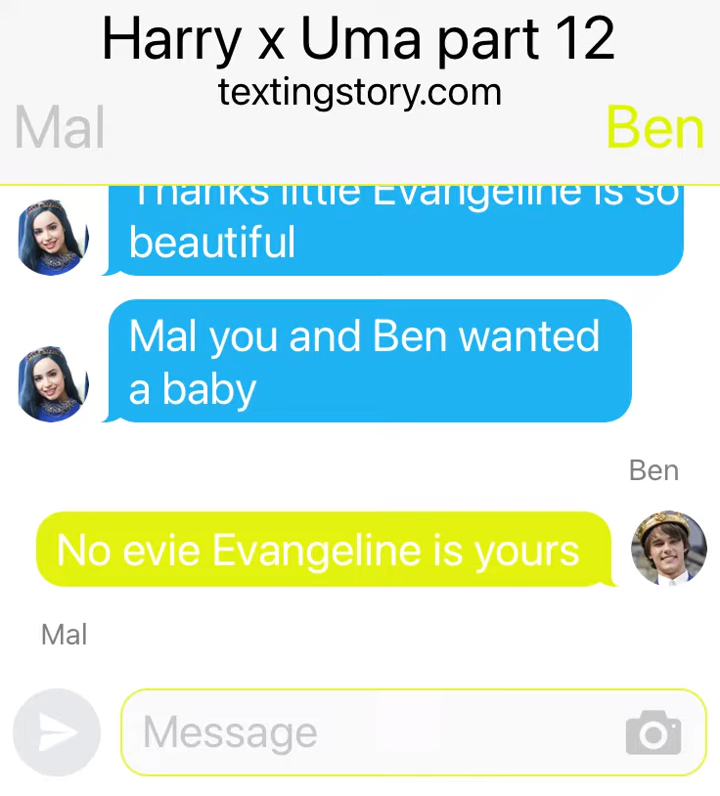 Harry x Uma part 12
textingstory.com
Mal
Ben
Thanks little Evangeline is so
beautiful
Mal you and Ben wanted
a baby
Ben
No evie Evangeline is yours
Mal
Message